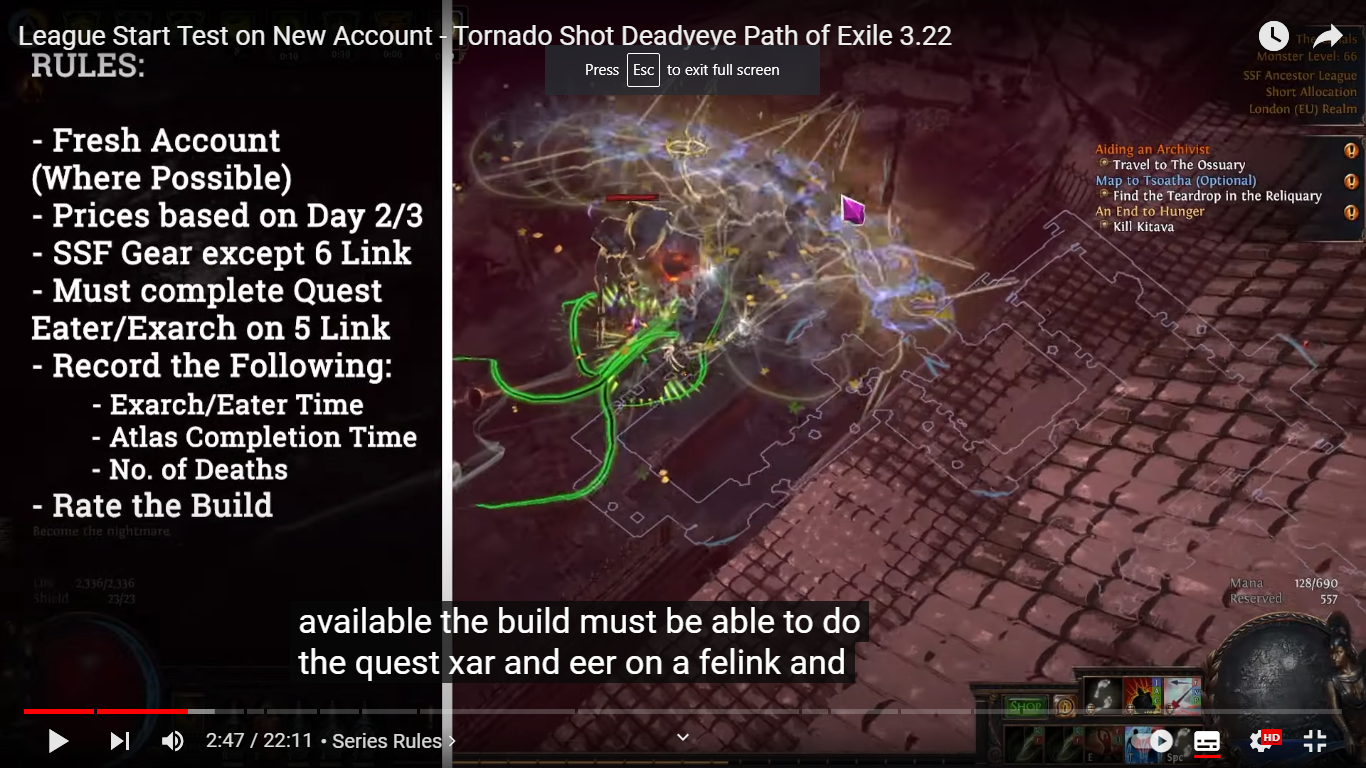 League Start Test on New Account - Tornado Shot Deadyeye Path of Exile 3.22
RULES:
Press Esc to exit full screen
Monster Level: 66
SSF Ancestor League
Short Allocation
London (EU) Realm
- Fresh Account
(Where Possible)
- Prices based on Day 2/3
- SSF Gear except 6 Link
- Must complete Quest
Eater/Exarch on 5 Link
- Record the Following:
- Exarch/Eater Time
- Atlas Completion Time
- No. of Deaths
- Rate the Build
Aiding an Archivist
Travel to The Ossuary
Map to Tsoatha (Optional)
Find the Teardrop in the Reliquary
An End to Hunger
Kill Kitava
Become the nightmare.
Life 2,336/2,336
Shield 23/23
Mana 128/690
Reserved 557
available the build must be able to do
the quest xar and eer on a felink and
SHOP
2:47 / 22:11 • Series Rules
HD
E
Spc